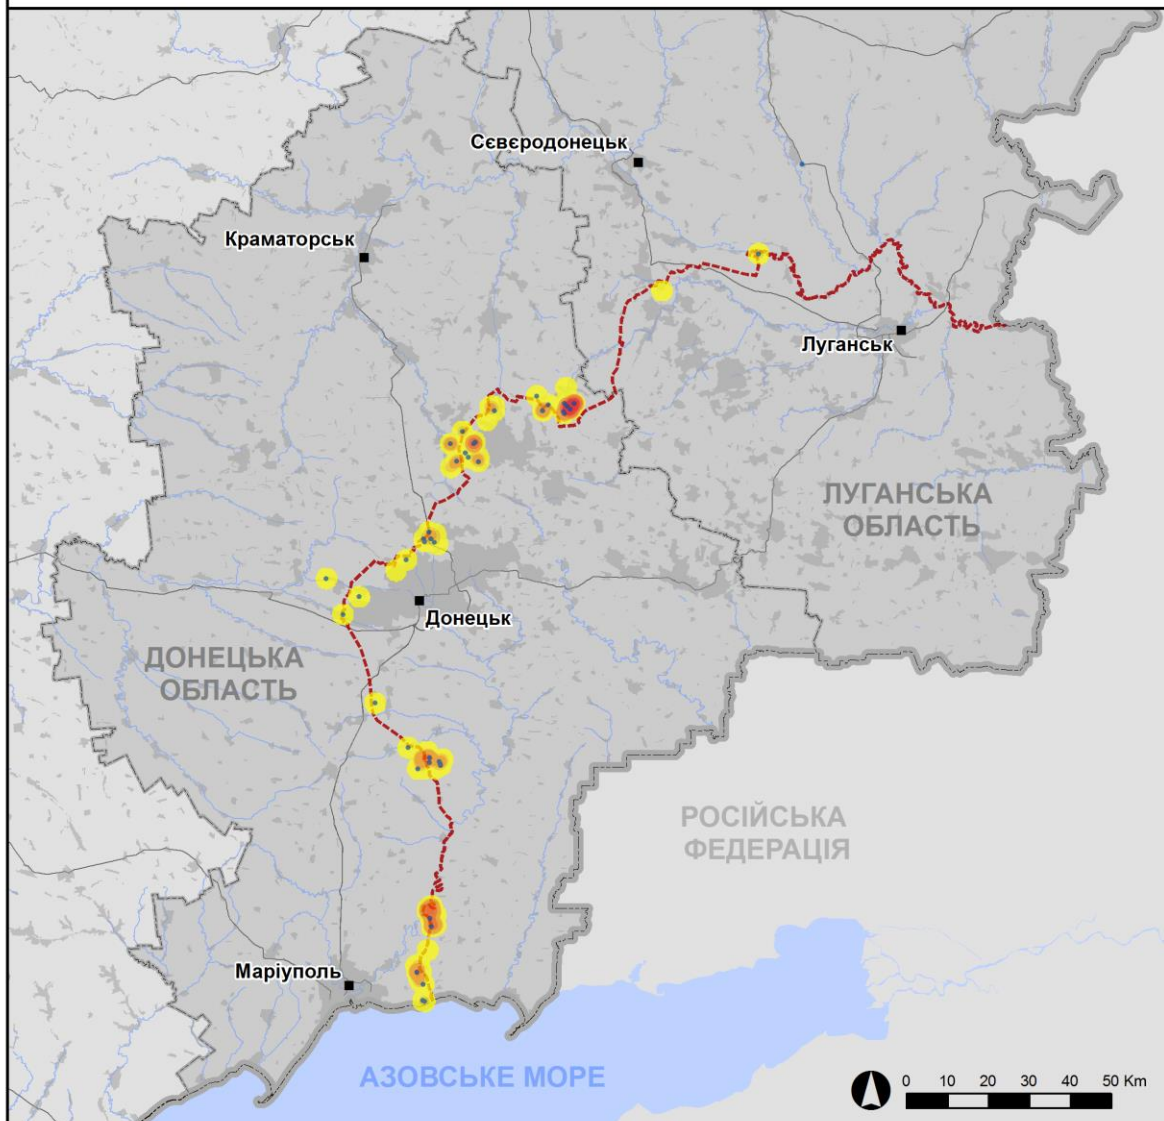 Сєвєродонецьк
Краматорськ
Луганськ
ЛУГАНСЬКА
ОБЛАСТЬ
Донецьк
ДОНЕЦЬКА
ОБЛАСТЬ
РОСІЙСЬКА
ФЕДЕРАЦІЯ
Маріуполь
АЗОВСЬКЕ МОРЕ
0 10 20 30 40 50 Km